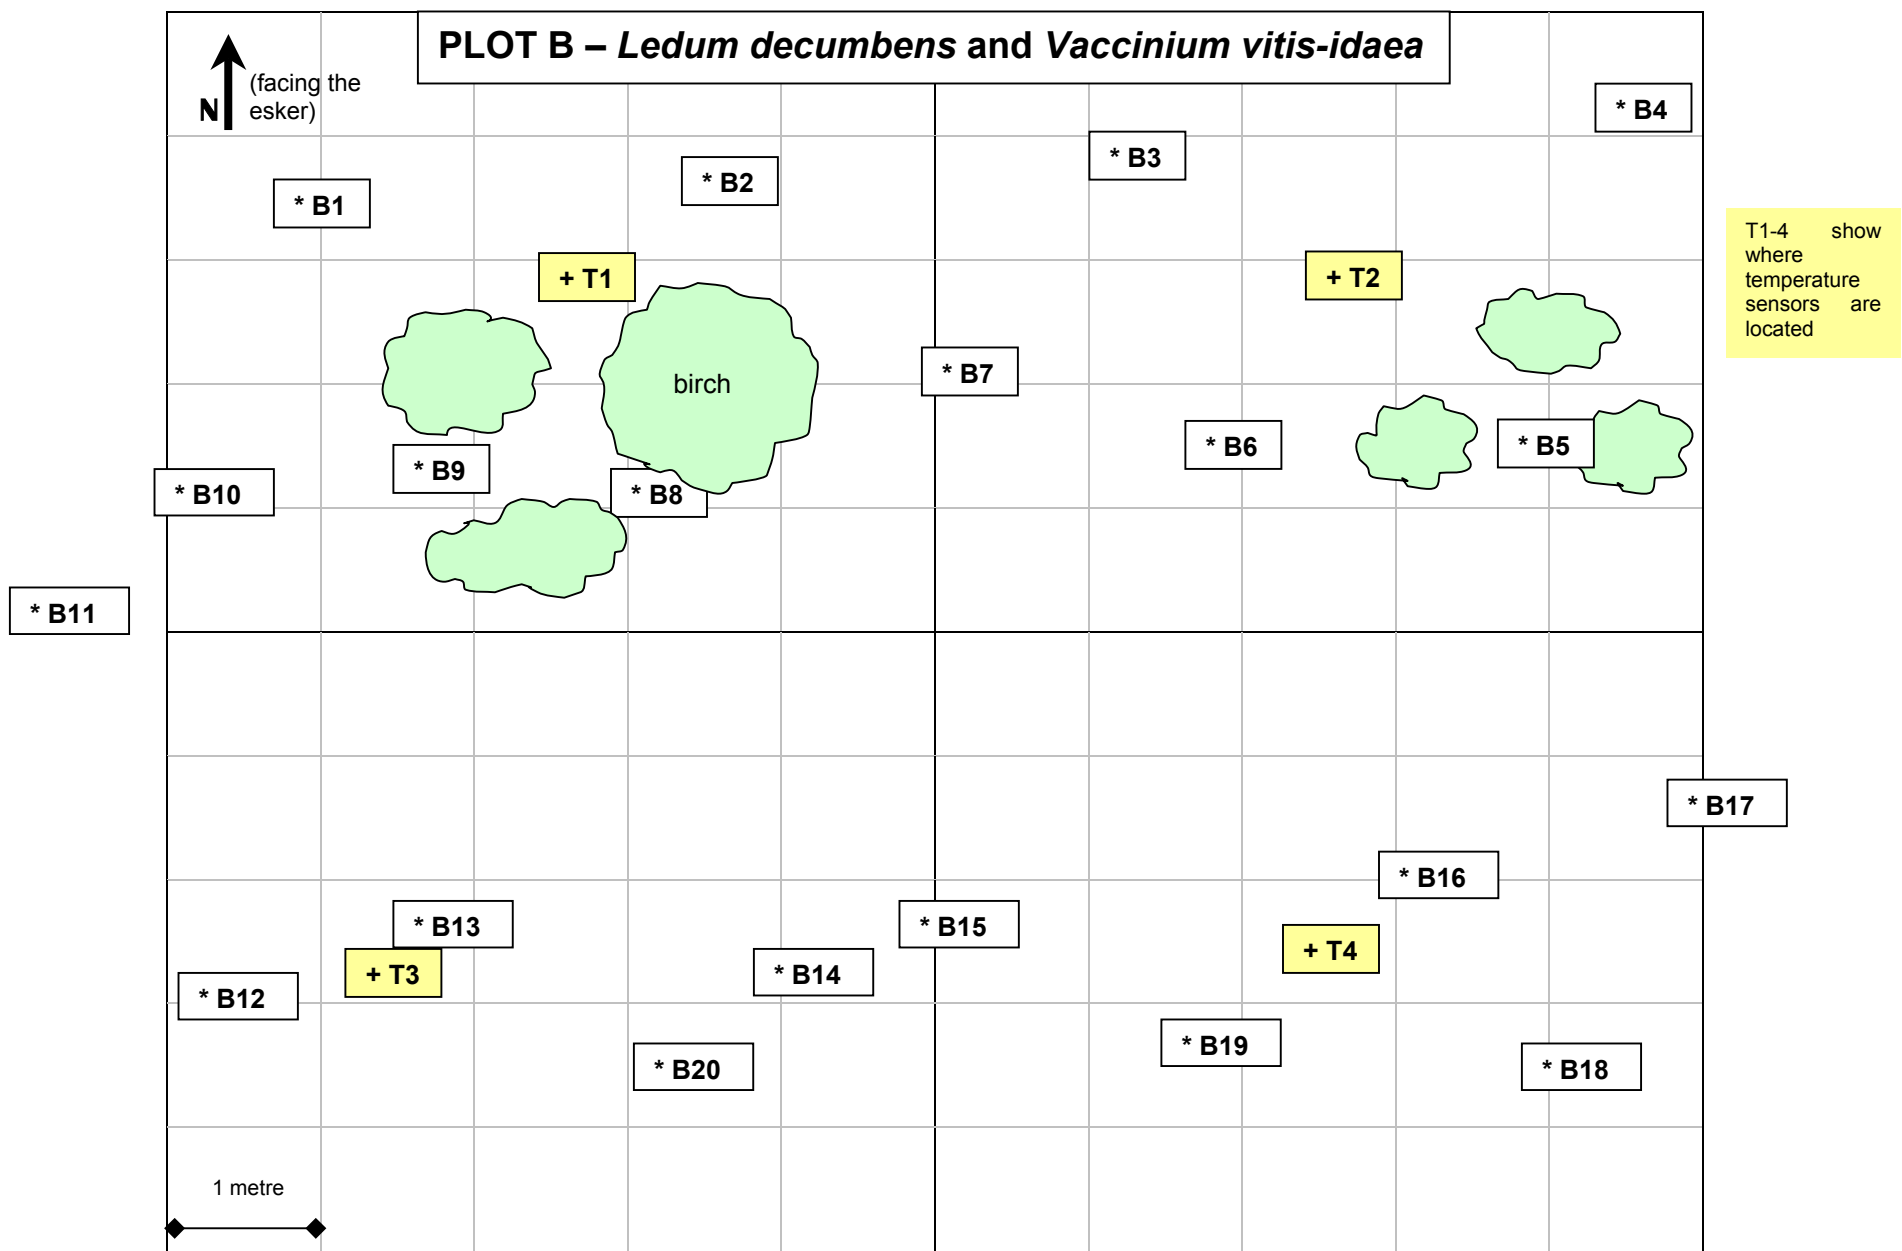 PLOT B – Ledum decumbens and Vaccinium vitis-idaea
(facing the
esker)
N
* B4
* B3
* B2
* B1
T1-4 show
where
temperature
sensors are
located
+ T1
+ T2
birch
* B7
* B6
* B5
* B9
* B8
* B10
* B11
* B17
* B16
* B13
* B15
+ T4
+ T3
* B14
* B12
* B19
* B20
* B18
1 metre